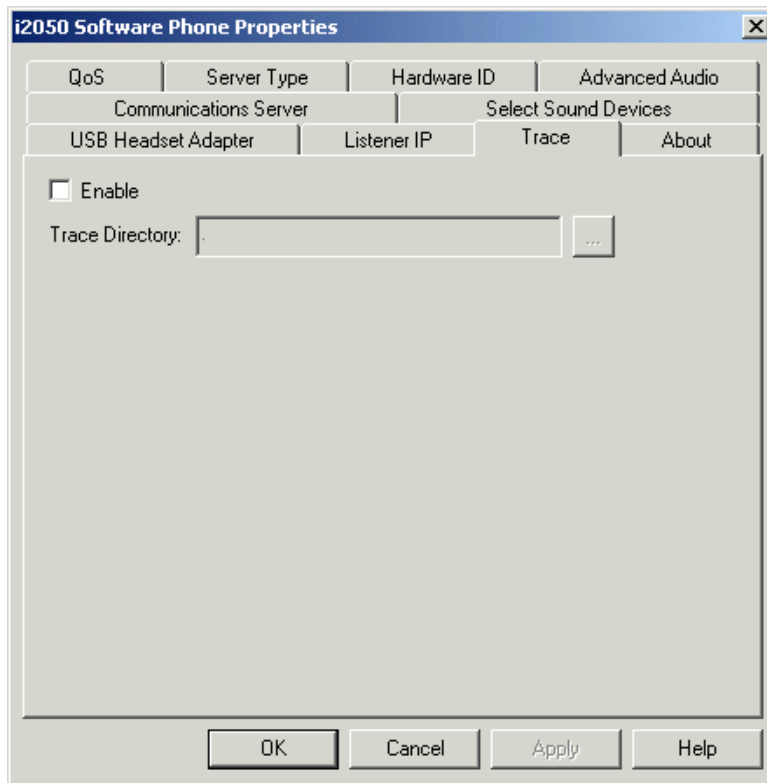 i2050 Software Phone Properties
QoS Server Type Hardware ID Advanced Audio
Communications Server Select Sound Devices
USB Headset Adapter Listener IP Trace About
Enable
Trace Directory: . ...
OK Cancel Apply Help